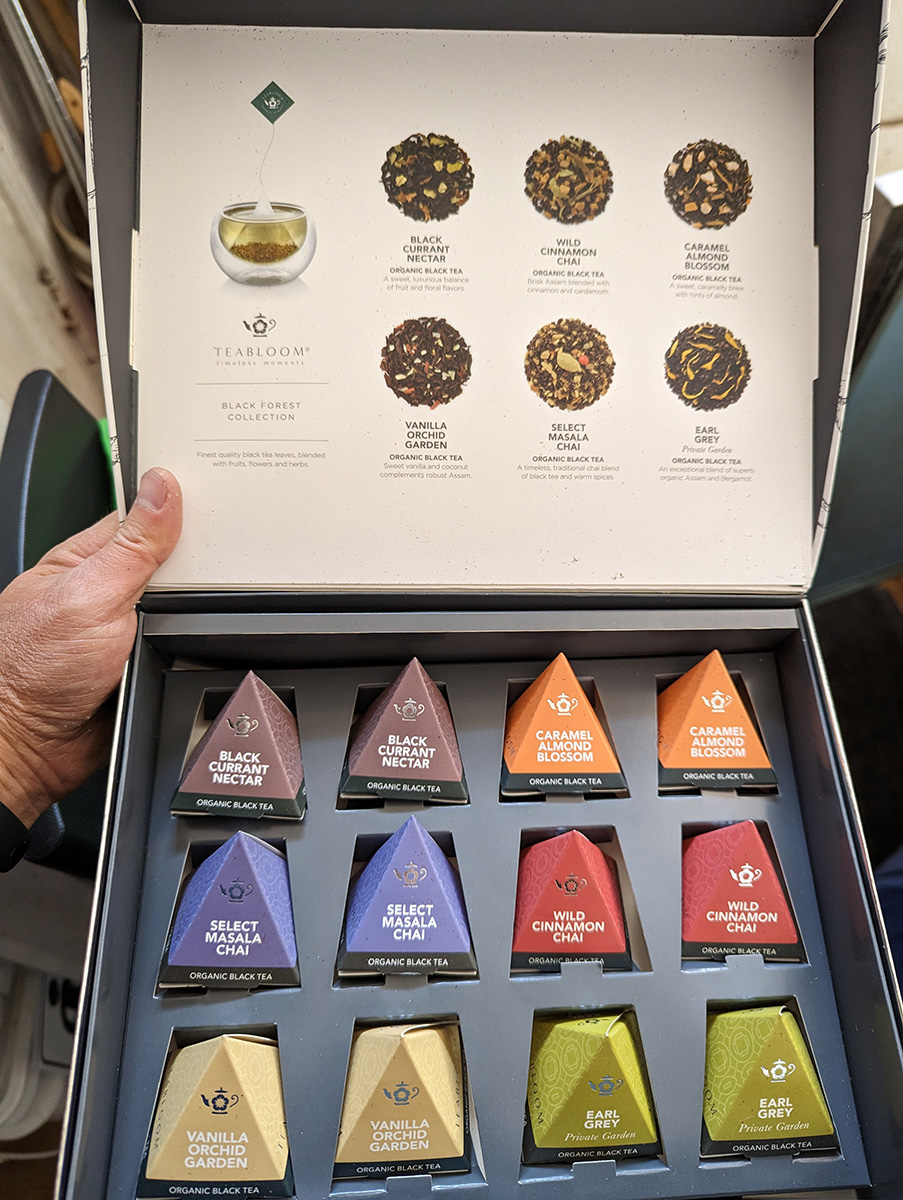 TEABLOOM®
timeless moments
BLACK FOREST
COLLECTION
Finest quality black tea leaves, blended
with fruits, flowers and herbs.
BLACK
CURRANT
NECTAR
ORGANIC BLACK TEA
A sweet, luxurious balance
of fruit and floral flavors.
WILD
CINNAMON
CHAI
ORGANIC BLACK TEA
Brisk Assam blended with
cinnamon and cardamom.
CARAMEL
ALMOND
BLOSSOM
ORGANIC BLACK TEA
A sweet, caramelly brew
with hints of almond.
VANILLA
ORCHID
GARDEN
ORGANIC BLACK TEA
Sweet vanilla and coconut
complements robust Assam.
SELECT
MASALA
CHAI
ORGANIC BLACK TEA
A timeless, traditional chai blend
of black tea and warm spices.
EARL
GREY
Private Garden
ORGANIC BLACK TEA
An exceptional blend of superb
organic Assam and Bergamot.
BLACK
CURRANT
NECTAR
ORGANIC BLACK TEA
BLACK
CURRANT
NECTAR
ORGANIC BLACK TEA
CARAMEL
ALMOND
BLOSSOM
ORGANIC BLACK TEA
CARAMEL
ALMOND
BLOSSOM
ORGANIC BLACK TEA
SELECT
MASALA
CHAI
ORGANIC BLACK TEA
SELECT
MASALA
CHAI
ORGANIC BLACK TEA
WILD
CINNAMON
CHAI
ORGANIC BLACK TEA
WILD
CINNAMON
CHAI
ORGANIC BLACK TEA
VANILLA
ORCHID
GARDEN
ORGANIC BLACK TEA
VANILLA
ORCHID
GARDEN
ORGANIC BLACK TEA
EARL
GREY
Private Garden
ORGANIC BLACK TEA
EARL
GREY
Private Garden
ORGANIC BLACK TEA